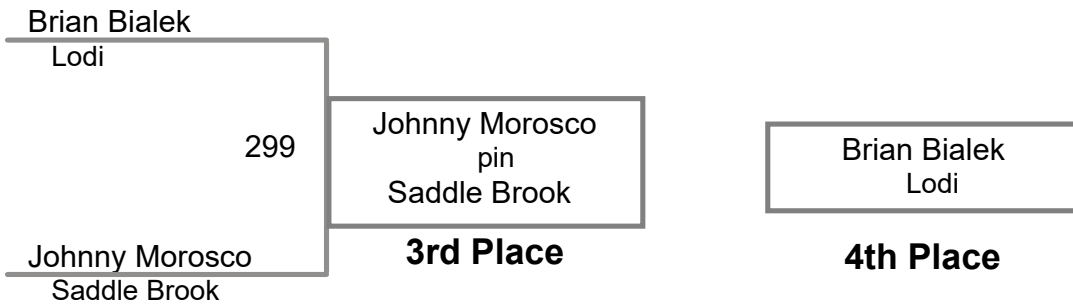 Brian Bialek
Lodi
299
Johnny Morosco
Saddle Brook
Johnny Morosco
pin
Saddle Brook
3rd Place
Brian Bialek
Lodi
4th Place